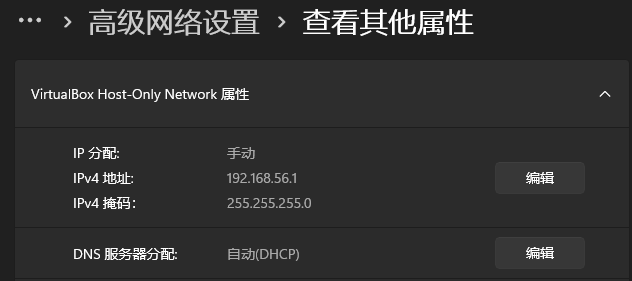 ··· > 高级网络设置 > 查看其他属性
VirtualBox Host-Only Network 属性
IP 分配: 手动
IPv4 地址: 192.168.56.1
IPv4 掩码: 255.255.255.0
编辑
DNS 服务器分配: 自动(DHCP)
编辑